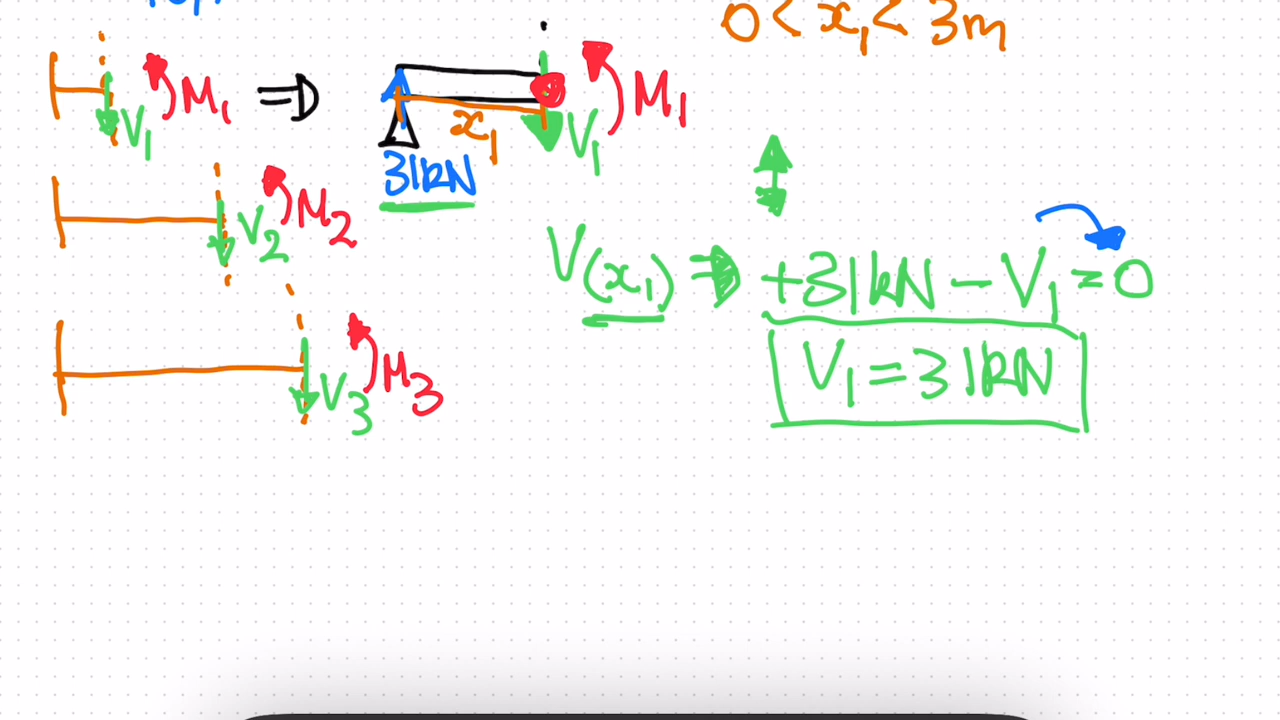 0 < x₁ < 3m
V₁ M₁ ⇒ x₁ V₁ M₁
31kN
V₂ M₂
V(x₁) ⇒ +31kN - V₁ = 0
V₁ = 31kN
V₃ M₃